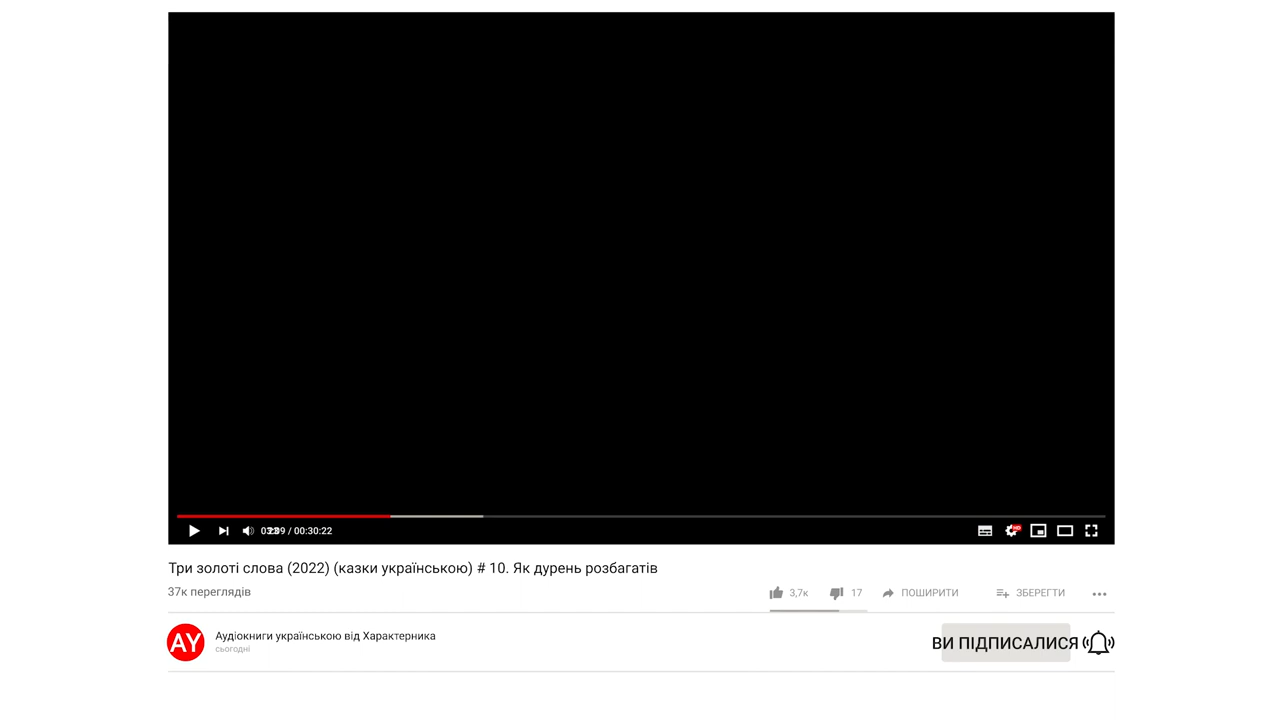 / 00:30:22
Три золоті слова (2022) (казки українською) # 10. Як дурень розбагатів
37к переглядів
3,7к
17
ПОШИРИТИ
ЗБЕРЕГТИ
АУ
Аудіокниги українською від Характерника
сьогодні
ВИ ПІДПИСАЛИСЯ